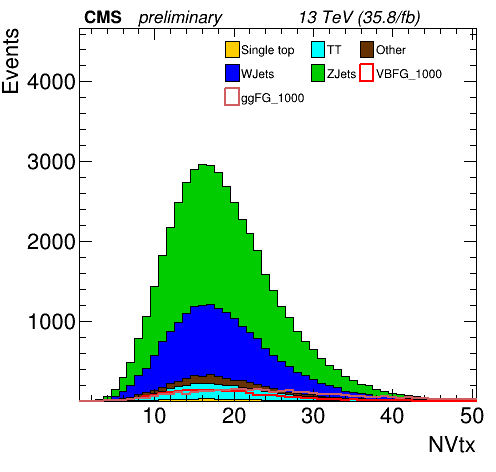 CMS preliminary 13 TeV (35.8/fb)
Single top TT Other
WJets ZJets VBFG_1000
ggFG_1000
Events
4000
3000
2000
1000
10 20 30 40 50
NVtx